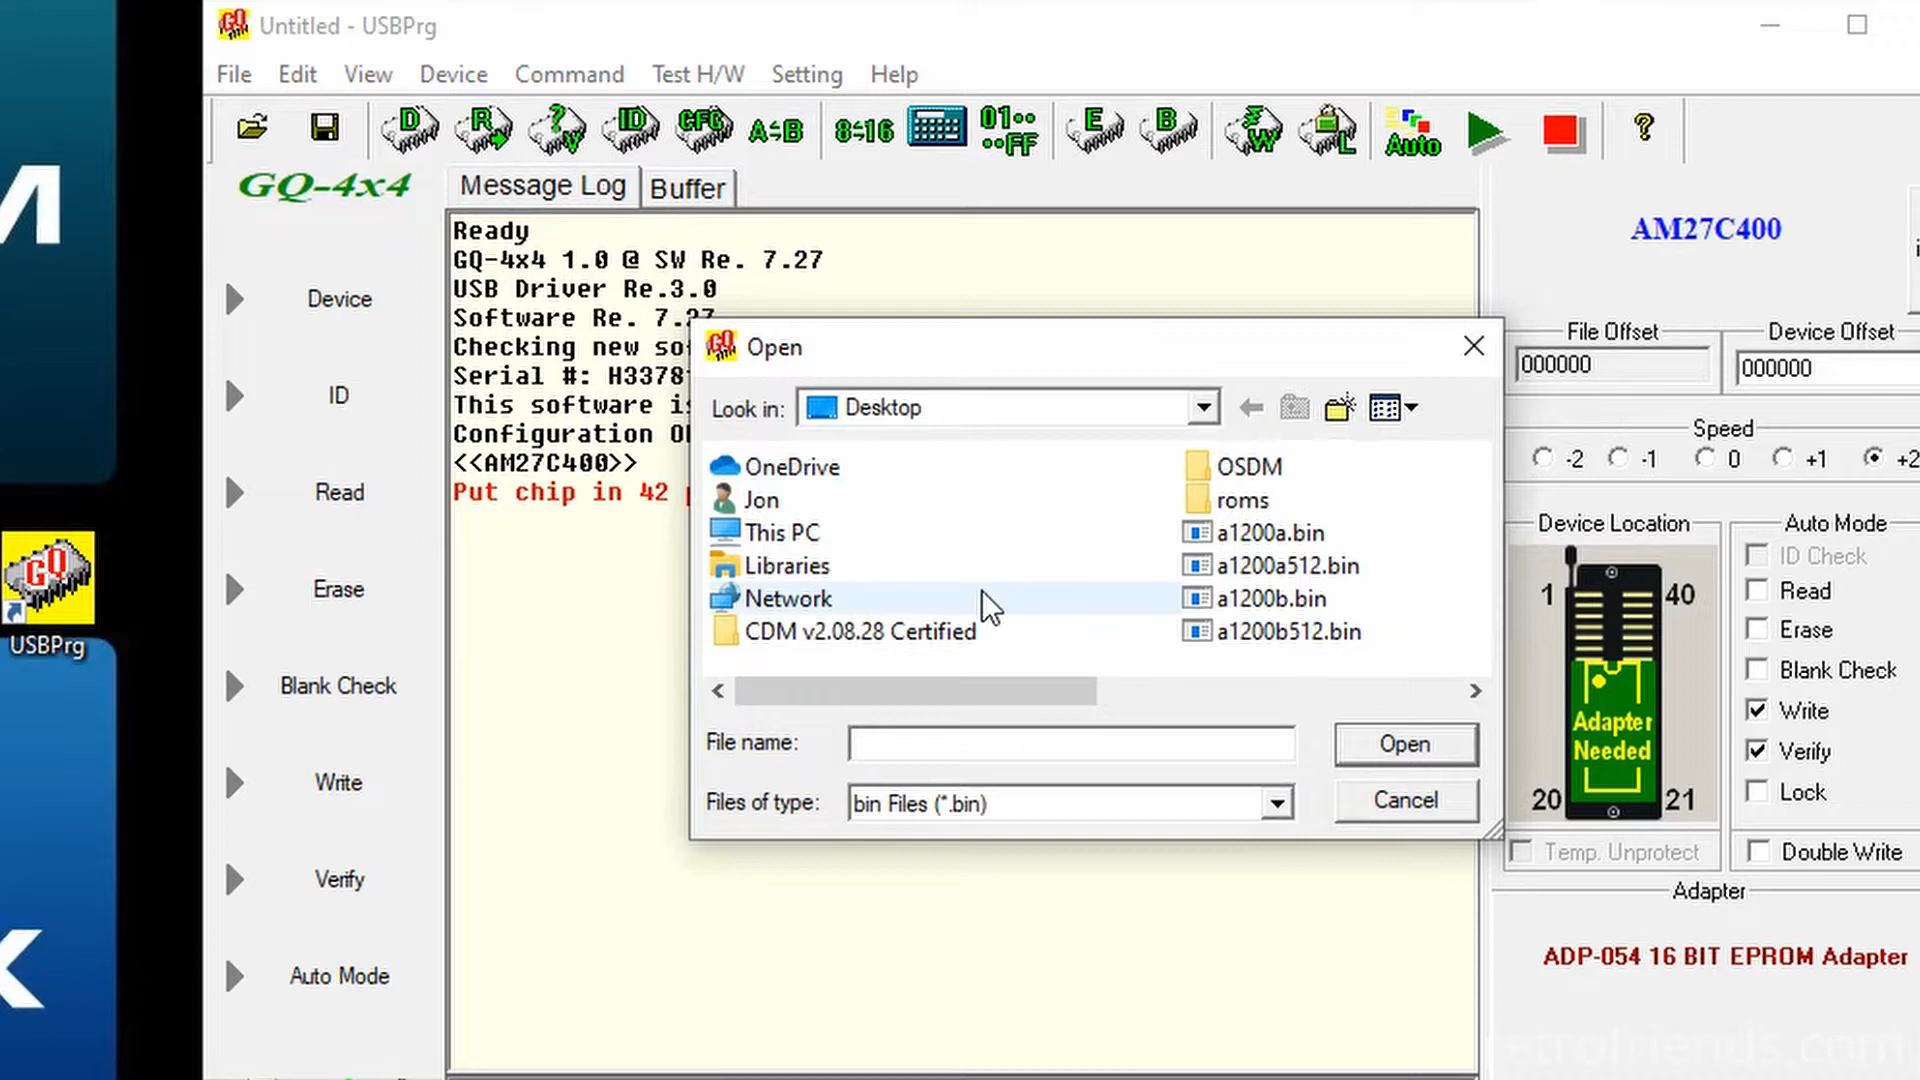 Untitled - USBPrg
File Edit View Device Command Test H/W Setting Help
D R ? V ID CFG A=B 8=16 01•• ••FF E B W L Auto ?
GQ-4x4
Message Log Buffer
Ready
GQ-4x4 1.0 @ SW Re. 7.27
USB Driver Re.3.0
Software Re. 7.27
Checking new so
Serial #: H3378
This software i
Configuration O
<<AM27C400>>
Put chip in 42
Device
ID
Read
Erase
Blank Check
Write
Verify
Auto Mode
GQ
USBPrg
M
K
Open
Look in: Desktop
OneDrive
Jon
This PC
Libraries
Network
CDM v2.08.28 Certified
OSDM
roms
a1200a.bin
a1200a512.bin
a1200b.bin
a1200b512.bin
File name:
Open
Files of type: bin Files (*.bin)
Cancel
AM27C400
File Offset Device Offset
000000 000000
Speed
-2 -1 0 +1 +2
Device Location
1 40
Adapter
Needed
20 21
Temp. Unprotect
Auto Mode
ID Check
Read
Erase
Blank Check
Write
Verify
Lock
Double Write
Adapter
ADP-054 16 BIT EPROM Adapter
trofriends.com